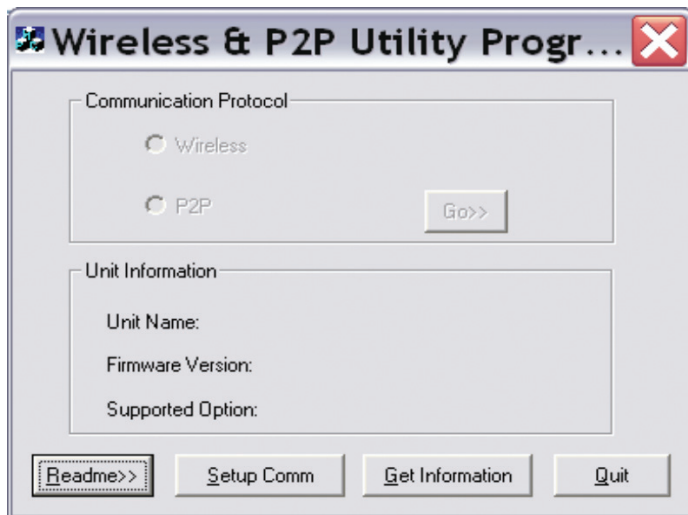 Wireless & P2P Utility Progr...
Communication Protocol
Wireless
P2P
Go>>
Unit Information
Unit Name:
Firmware Version:
Supported Option:
Readme>> Setup Comm Get Information Quit